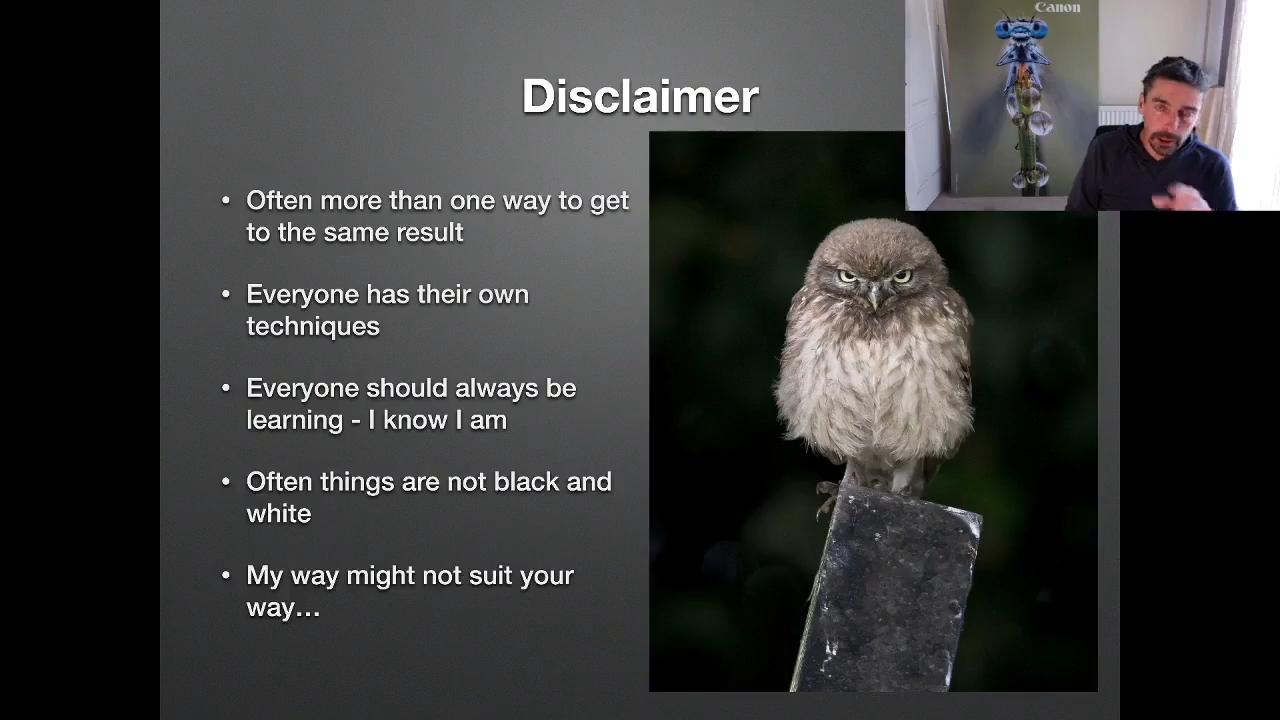 Canon
Disclaimer
• Often more than one way to get
to the same result
• Everyone has their own
techniques
• Everyone should always be
learning - I know I am
• Often things are not black and
white
• My way might not suit your
way…